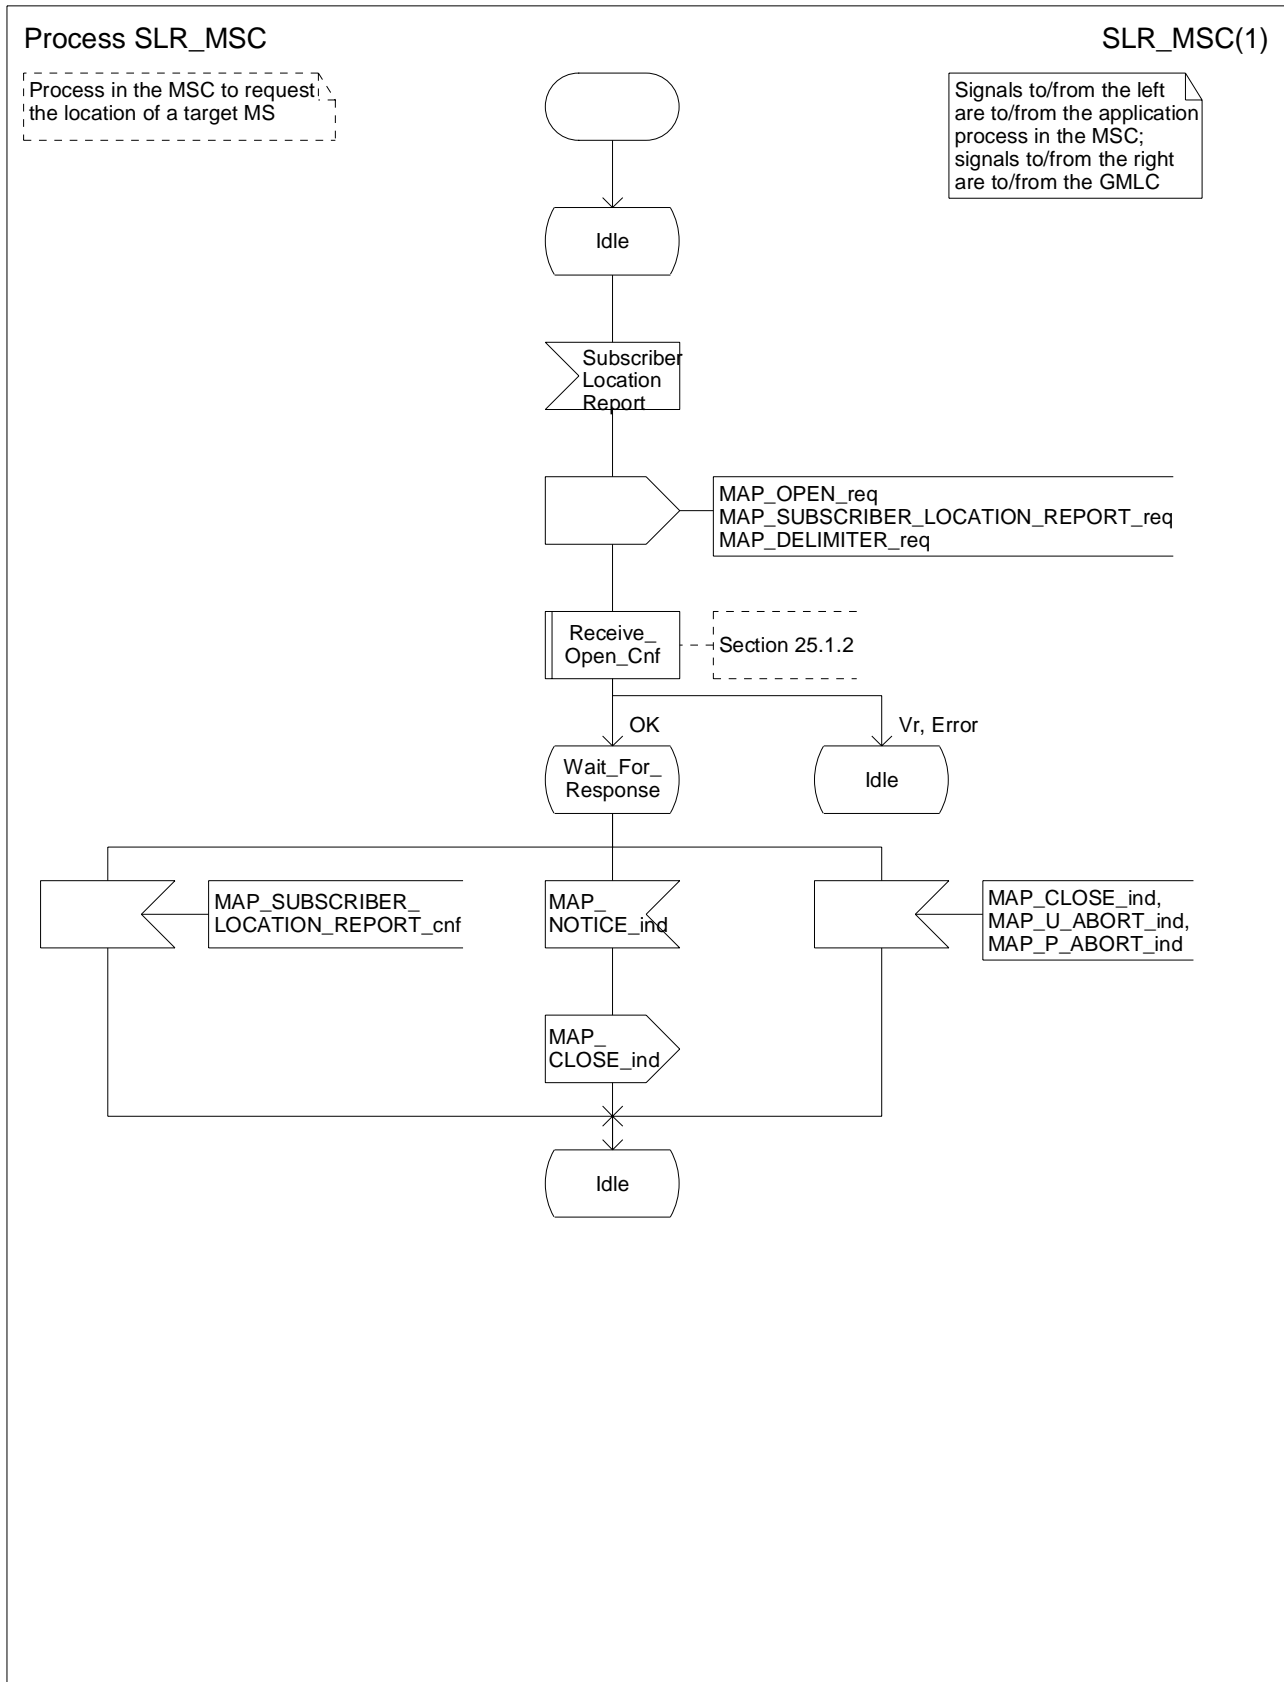 Process SLR_MSC
SLR_MSC(1)
Process in the MSC to request
the location of a target MS
Signals to/from the left
are to/from the application
process in the MSC;
signals to/from the right
are to/from the GMLC
Idle
Subscriber
Location
Report
MAP_OPEN_req
MAP_SUBSCRIBER_LOCATION_REPORT_req
MAP_DELIMITER_req
Receive_
Open_Cnf
Section 25.1.2
OK
Vr, Error
Wait_For_
Response
Idle
MAP_SUBSCRIBER_
LOCATION_REPORT_cnf
MAP_
NOTICE_ind
MAP_CLOSE_ind,
MAP_U_ABORT_ind,
MAP_P_ABORT_ind
MAP_
CLOSE_ind
Idle